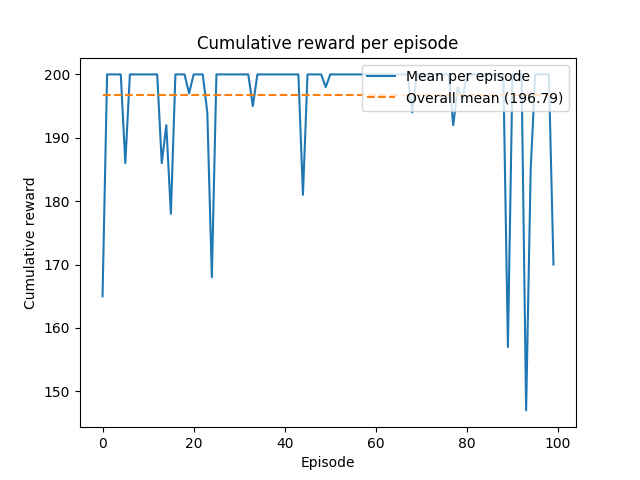 Cumulative reward per episode
Mean per episode
Overall mean (196.79)
200
190
180
170
160
150
Cumulative reward
0 20 40 60 80 100
Episode